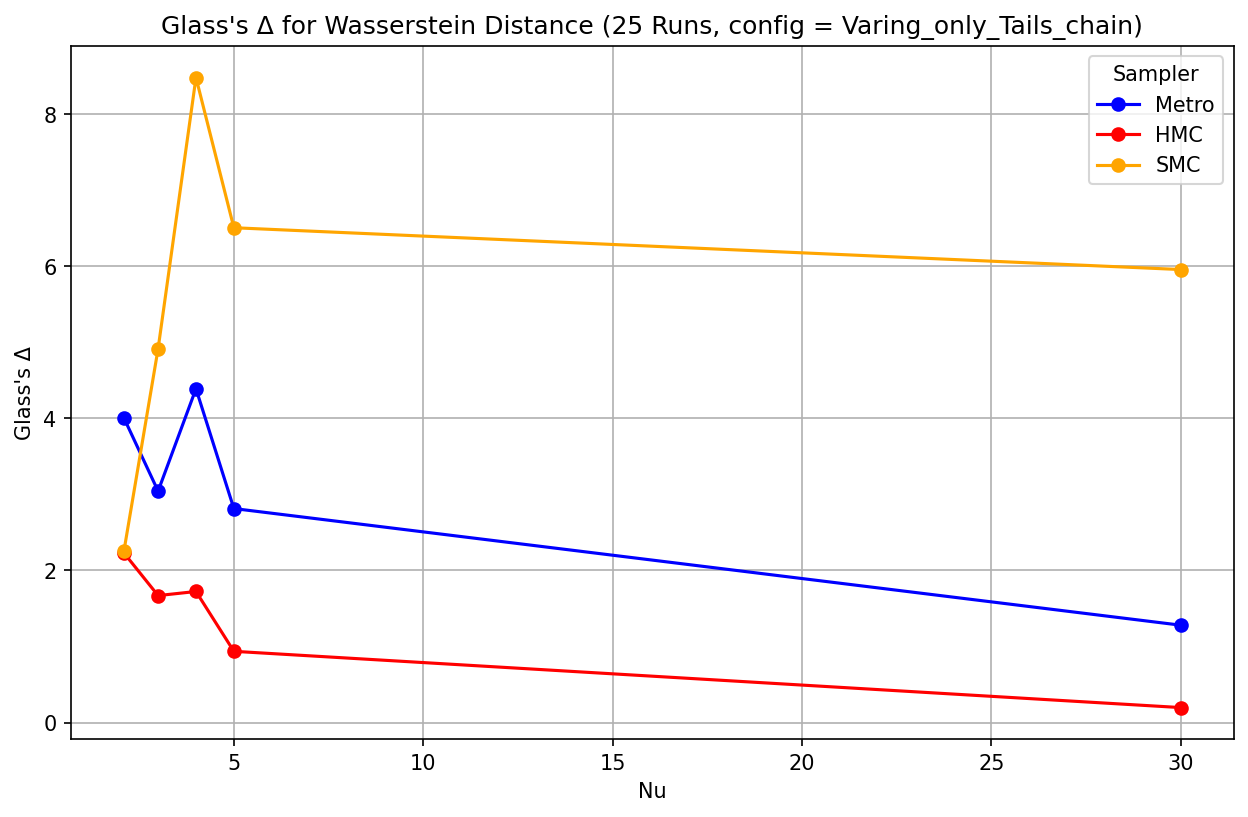 Glass's Δ for Wasserstein Distance (25 Runs, config = Varing_only_Tails_chain)
Sampler
Metro
HMC
SMC
Glass's Δ
8
6
4
2
0
5
10
15
20
25
30
Nu